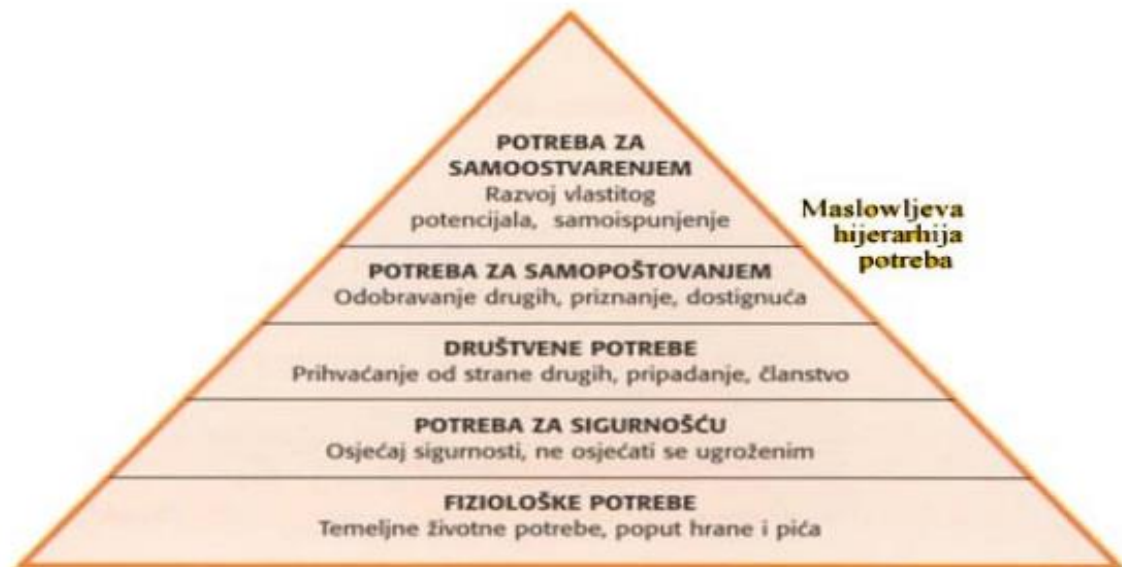 POTREBA ZA
SAMOOSTVARENJEM
Razvoj vlastitog
potencijala, samoispunjenje
Maslowljeva
hijerarhija
potreba
POTREBA ZA SAMOPOŠTOVANJEM
Odobravanje drugih, priznanje, dostignuća
DRUŠTVENE POTREBE
Prihvaćanje od strane drugih, pripadanje, članstvo
POTREBA ZA SIGURNOŠĆU
Osjećaj sigurnosti, ne osjećati se ugroženim
FIZIOLOŠKE POTREBE
Temeljne životne potrebe, poput hrane i pića